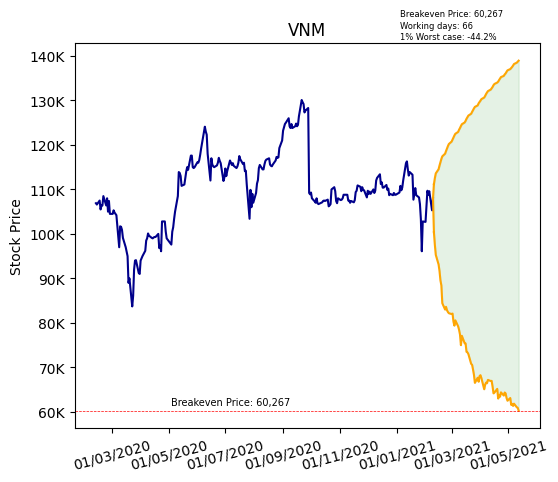 Breakeven Price: 60,267
Working days: 66
1% Worst case: -44.2%
VNM
Stock Price
140K
130K
120K
110K
100K
90K
80K
70K
60K
Breakeven Price: 60,267
01/03/2020
01/05/2020
01/07/2020
01/09/2020
01/11/2020
01/01/2021
01/03/2021
01/05/2021